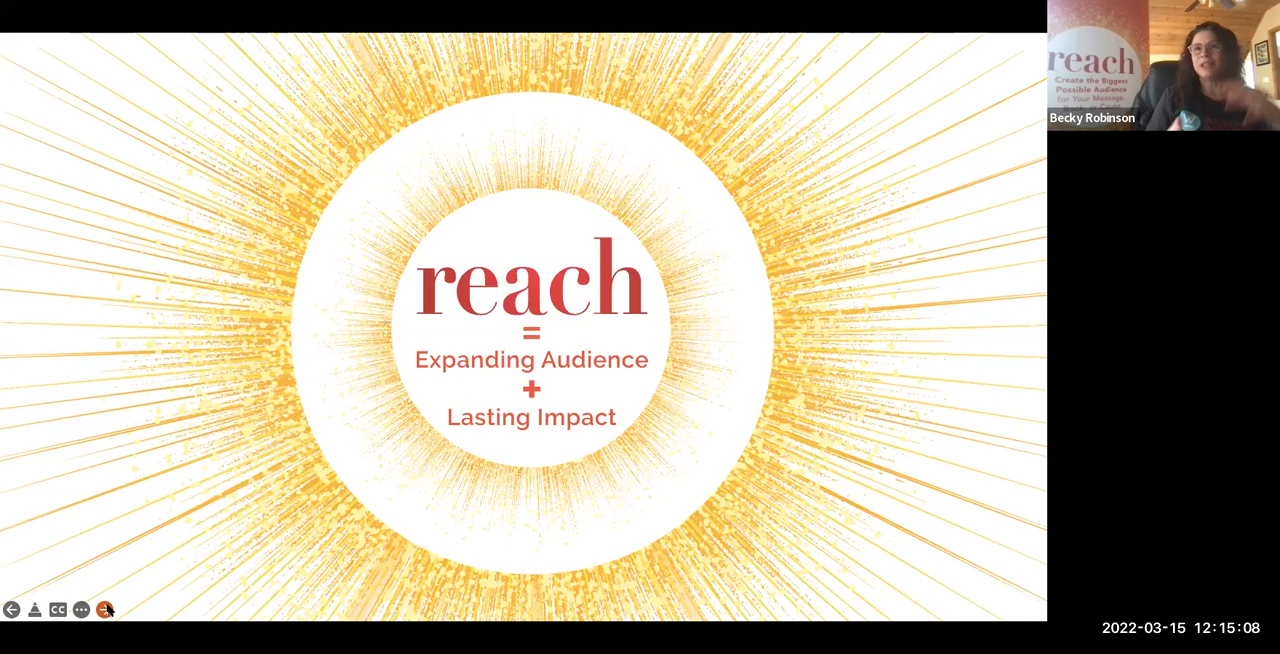 reach
=
Expanding Audience
+
Lasting Impact
reach
Create the Biggest
Possible Audience
for Your Message,
Becky Robinson
CC
2022-03-15 12:15:08